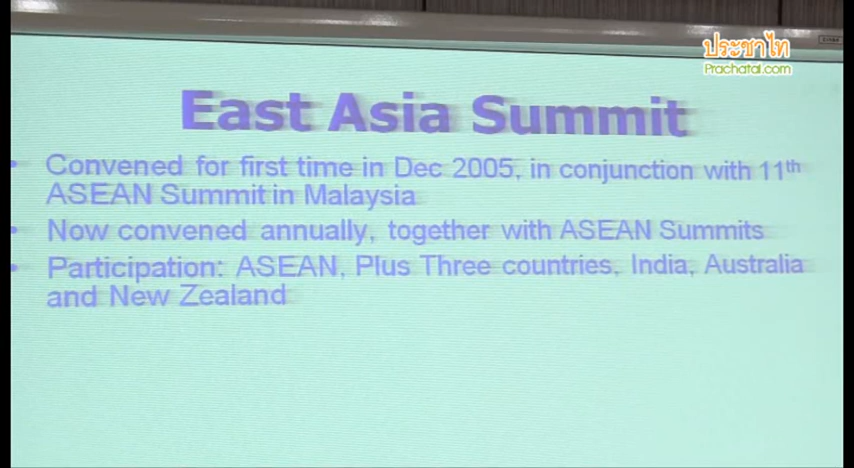 ประชาไท
Prachatai.com
East Asia Summit
• Convened for first time in Dec 2005, in conjunction with 11th
ASEAN Summit in Malaysia
• Now convened annually, together with ASEAN Summits
• Participation: ASEAN, Plus Three countries, India, Australia
and New Zealand